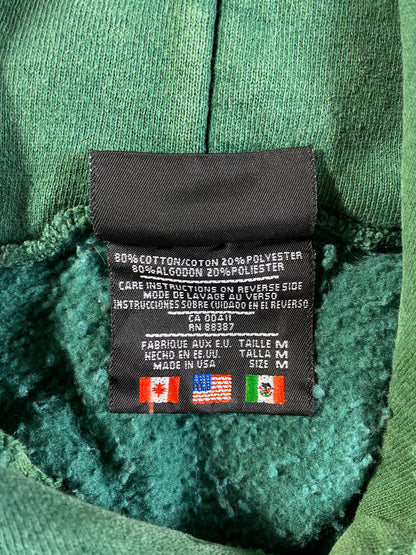 80% COTTON/COTON 20% POLYESTER
80% ALGODON 20% POLIESTER
CARE INSTRUCTIONS ON REVERSE SIDE
MODE DE LAVAGE AU VERSO
INSTRUCCIONES SOBRE CUIDADO EN EL REVERSO
CA 00411
RN 88387
FABRIQUE AUX E.U. TAILLE M
HECHO EN EE.UU. TALLA M
MADE IN USA SIZE M